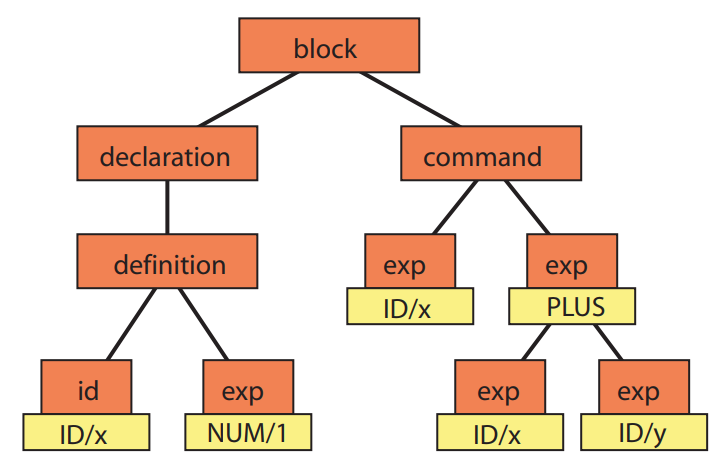 block
declaration
command
definition
exp
exp
ID/x
PLUS
id
exp
exp
exp
ID/x
NUM/1
ID/x
ID/y